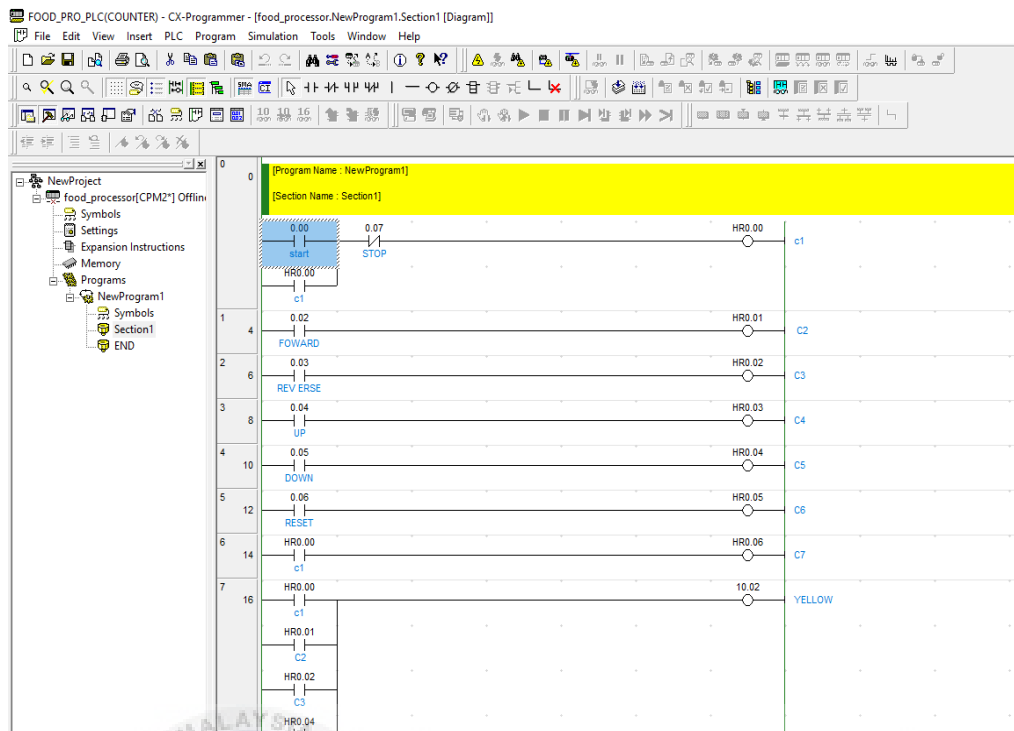 FOOD_PRO_PLC(COUNTER) - CX-Programmer - [food_processor.NewProgram1.Section1 [Diagram]]
File Edit View Insert PLC Program Simulation Tools Window Help
10 16
NewProject
food_processor[CPM2*] Offlin
Symbols
Settings
Expansion Instructions
Memory
Programs
NewProgram1
Symbols
Section1
END
0
0
[Program Name : NewProgram1]
[Section Name : Section1]
0.00 0.07 HR0.00
c1
start STOP
HR0.00
c1
1
4
0.02 HR0.01
C2
FOWARD
2
6
0.03 HR0.02
C3
REV ERSE
3
8
0.04 HR0.03
C4
UP
4
10
0.05 HR0.04
C5
DOWN
5
12
0.06 HR0.05
C6
RESET
6
14
HR0.00 HR0.06
C7
c1
7
16
HR0.00 10.02
YELLOW
c1
HR0.01
C2
HR0.02
C3
HR0.04
MALAYS